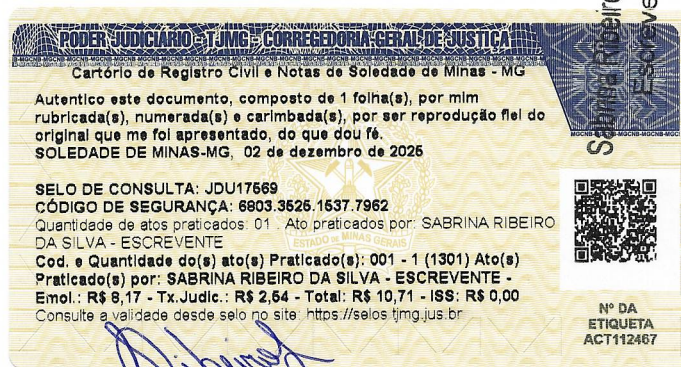 PODER JUDICIÁRIO - TJMG - CORREGEDORIA-GERAL DE JUSTIÇA
Cartório de Registro Civil e Notas de Soledade de Minas - MG
Autentico este documento, composto de 1 folha(s), por mim
rubricada(s), numerada(s) e carimbada(s), por ser reprodução fiel do
original que me foi apresentado, do que dou fé.
SOLEDADE DE MINAS-MG, 02 de dezembro de 2025
SELO DE CONSULTA: JDU17569
CÓDIGO DE SEGURANÇA: 6803.3526.1537.7962
Quantidade de atos praticados: 01 . Ato praticados por: SABRINA RIBEIRO
DA SILVA - ESCREVENTE
Cod. e Quantidade do(s) ato(s) Praticado(s): 001 - 1 (1301) Ato(s)
Praticado(s) por: SABRINA RIBEIRO DA SILVA - ESCREVENTE -
Emol.: R$ 8,17 - Tx.Judic.: R$ 2,54 - Total: R$ 10,71 - ISS: R$ 0,00
Consulte a validade desde selo no site: https://selos.tjmg.jus.br
ESTADO DE MINAS GERAIS
Sabrina Ribeiro
Escreve
Nº DA
ETIQUETA
ACT112467
Ribeiro